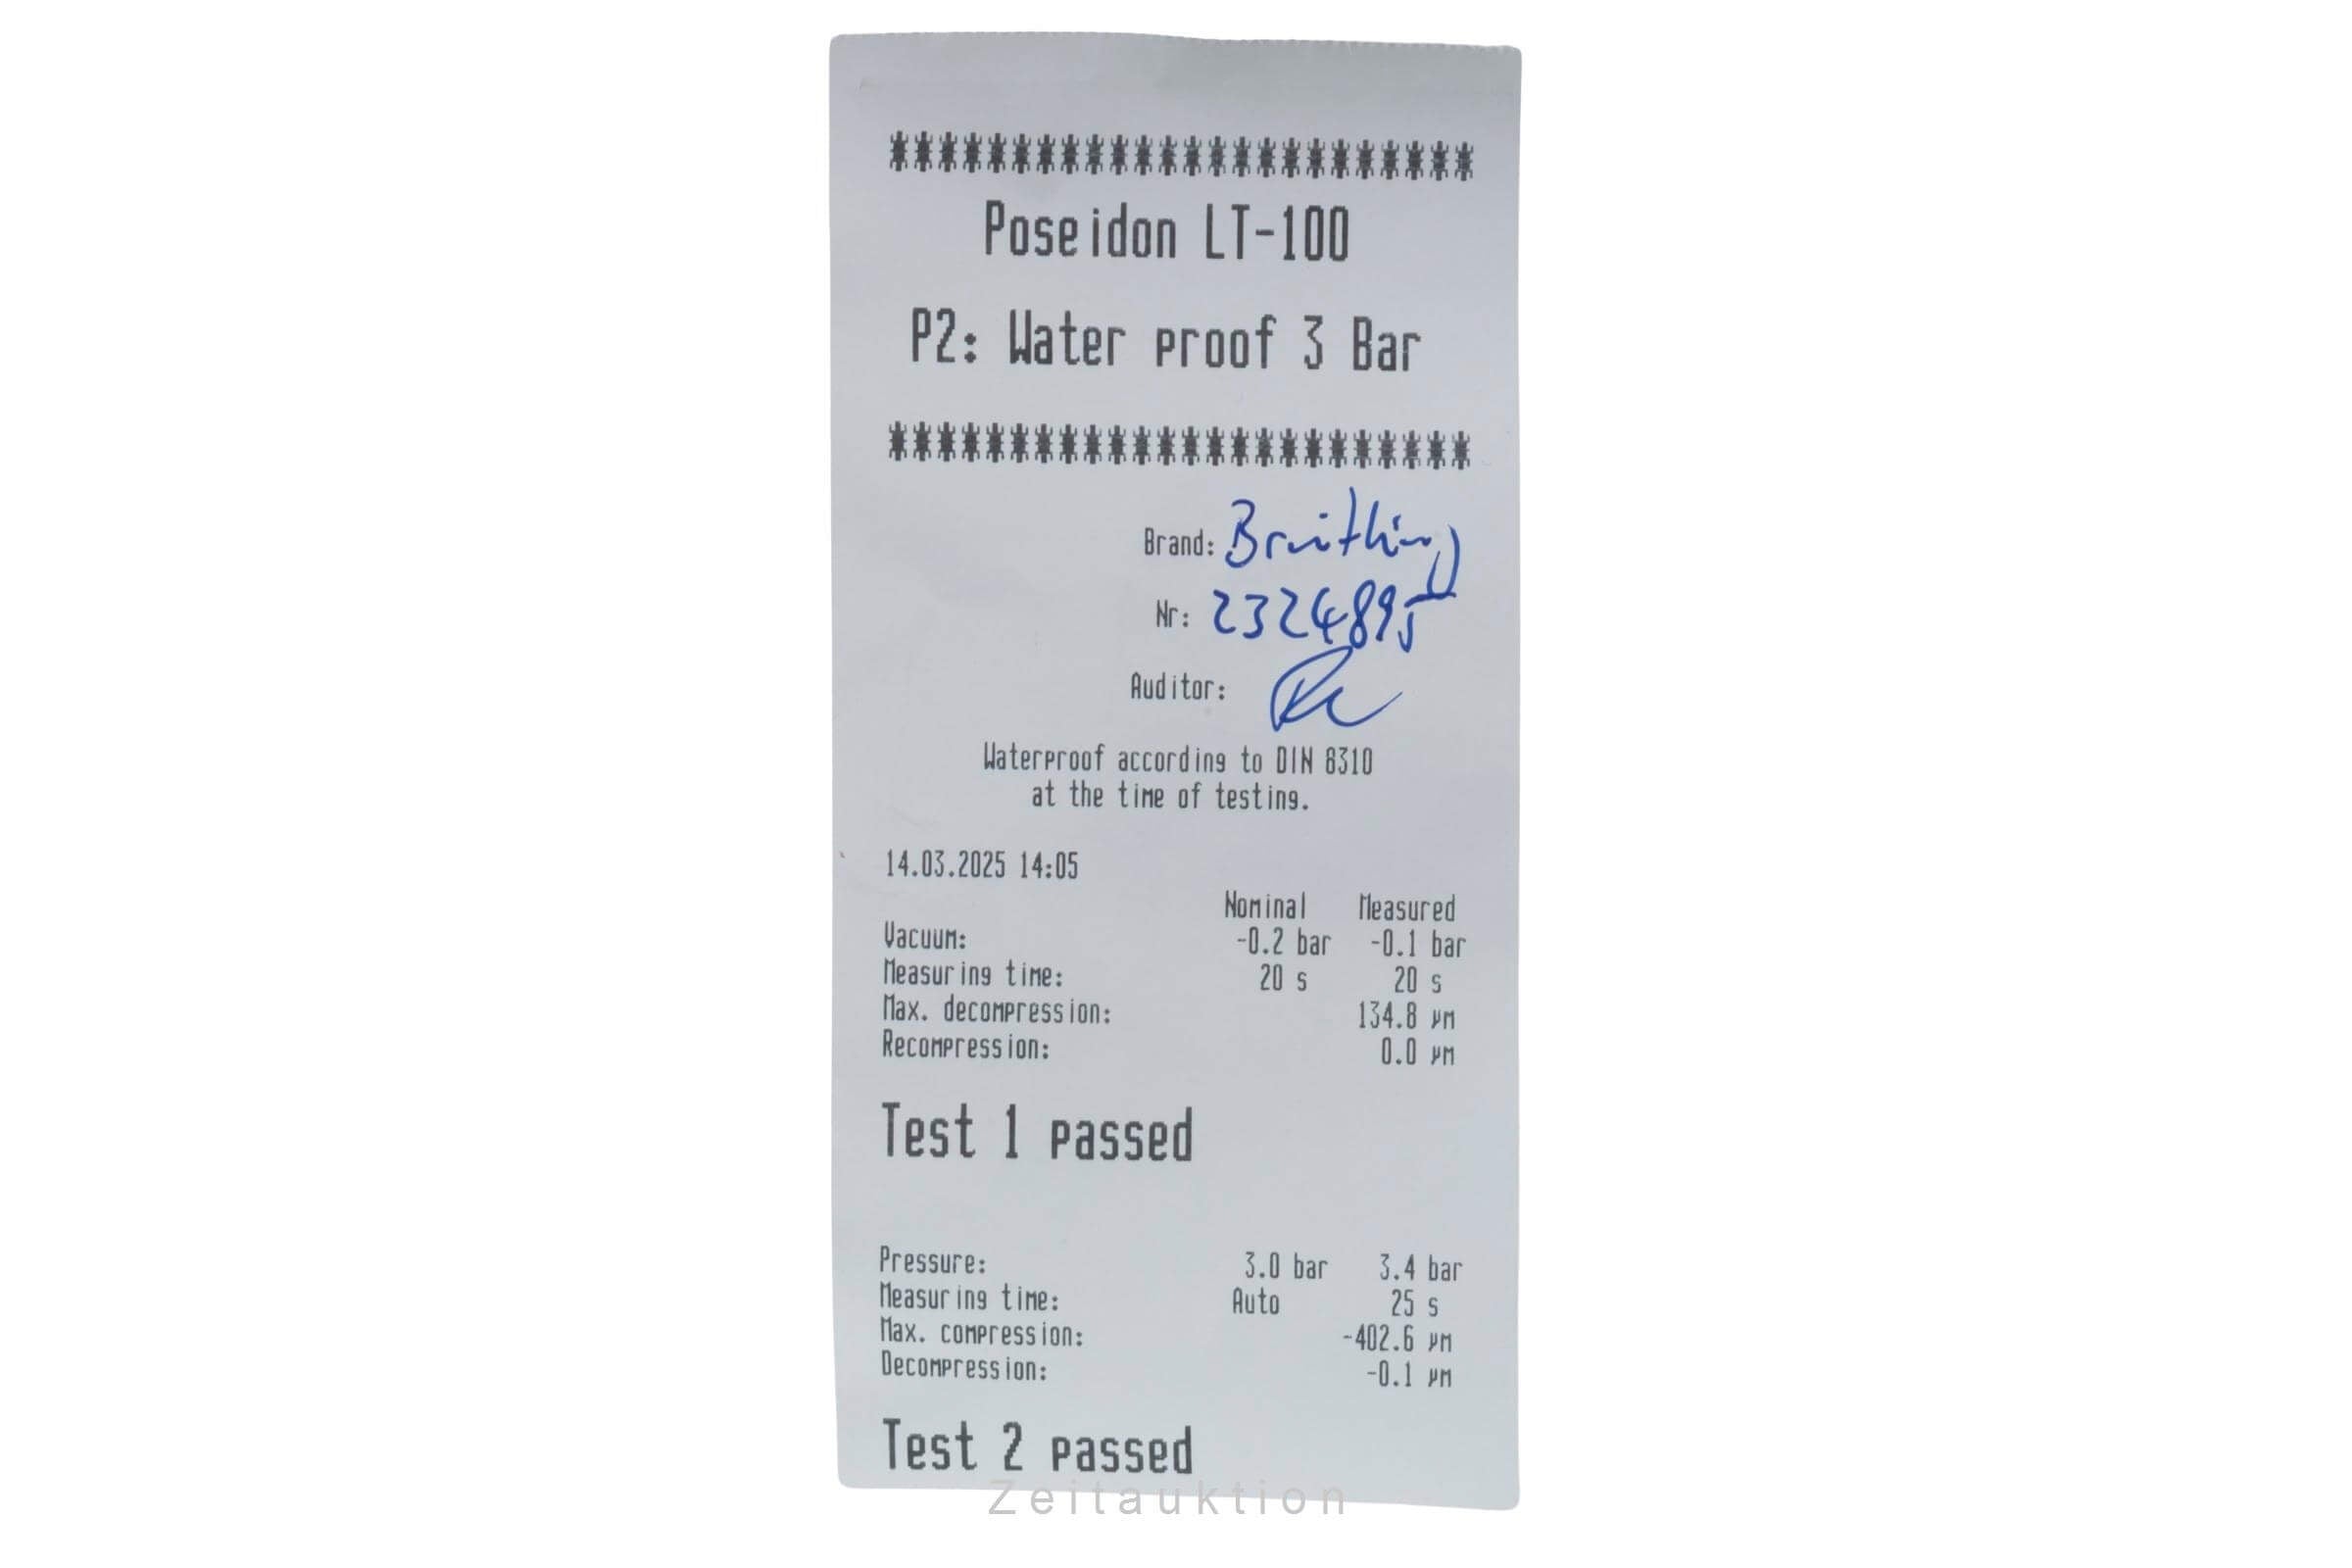 ************************
Poseidon LT-100
P2: Water proof 3 Bar
************************
Brand: Breitling
Nr: 2324895
Auditor:
Waterproof according to DIN 8310
at the time of testing.
14.03.2025 14:05
Nominal Measured
Vacuum: -0.2 bar -0.1 bar
Measuring time: 20 s 20 s
Max. decompression: 134.8 µm
Recompression: 0.0 µm
Test 1 passed
Pressure: 3.0 bar 3.4 bar
Measuring time: Auto 25 s
Max. compression: -402.6 µm
Decompression: -0.1 µm
Test 2 passed
Zeitauktion